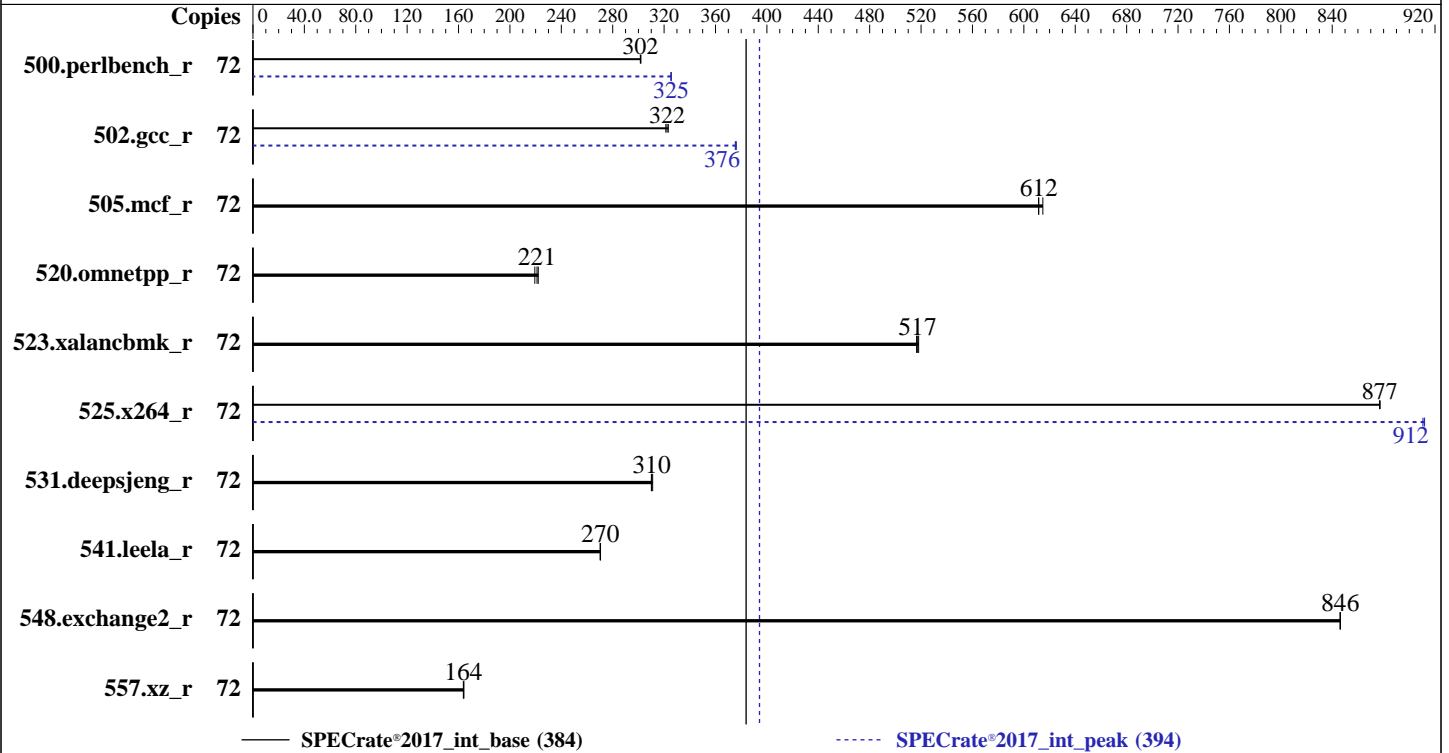 Copies 0 40.0 80.0 120 160 200 240 280 320 360 400 440 480 520 560 600 640 680 720 760 800 840 920
302
500.perlbench_r 72
325
322
502.gcc_r 72
376
612
505.mcf_r 72
221
520.omnetpp_r 72
517
523.xalancbmk_r 72
877
525.x264_r 72
912
310
531.deepsjeng_r 72
270
541.leela_r 72
846
548.exchange2_r 72
164
557.xz_r 72
SPECrate®2017_int_base (384) SPECrate®2017_int_peak (394)